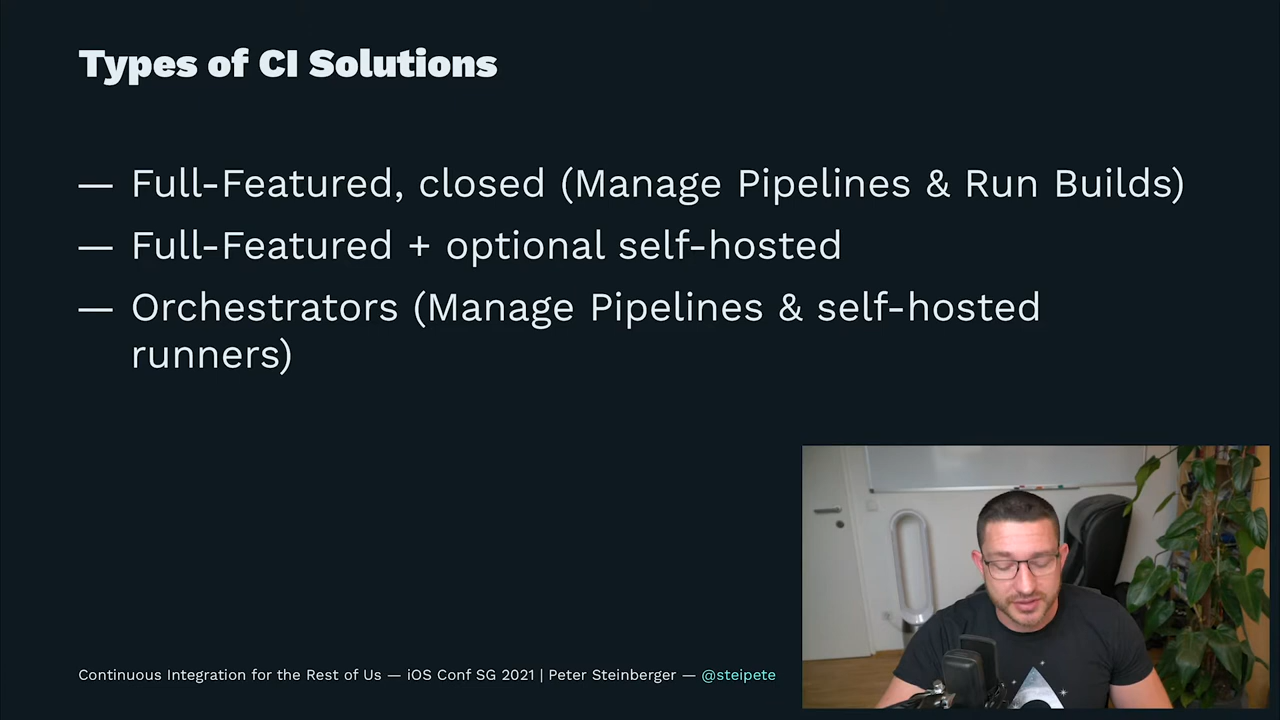 Types of CI Solutions
— Full-Featured, closed (Manage Pipelines & Run Builds)
— Full-Featured + optional self-hosted
— Orchestrators (Manage Pipelines & self-hosted
runners)
Continuous Integration for the Rest of Us — iOS Conf SG 2021 | Peter Steinberger — @steipete